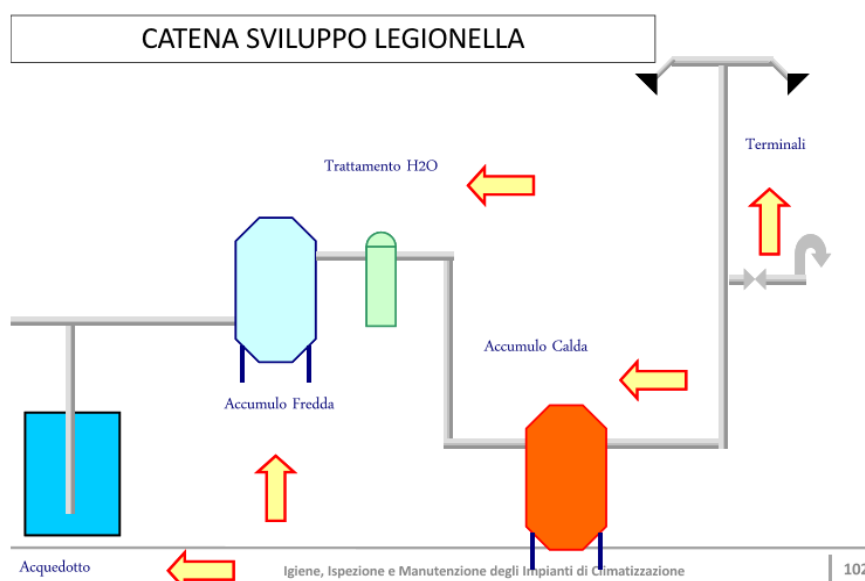 CATENA SVILUPPO LEGIONELLA
Terminali
Trattamento H2O
Accumulo Calda
Accumulo Fredda
Acquedotto
Igiene, Ispezione e Manutenzione degli Impianti di Climatizzazione